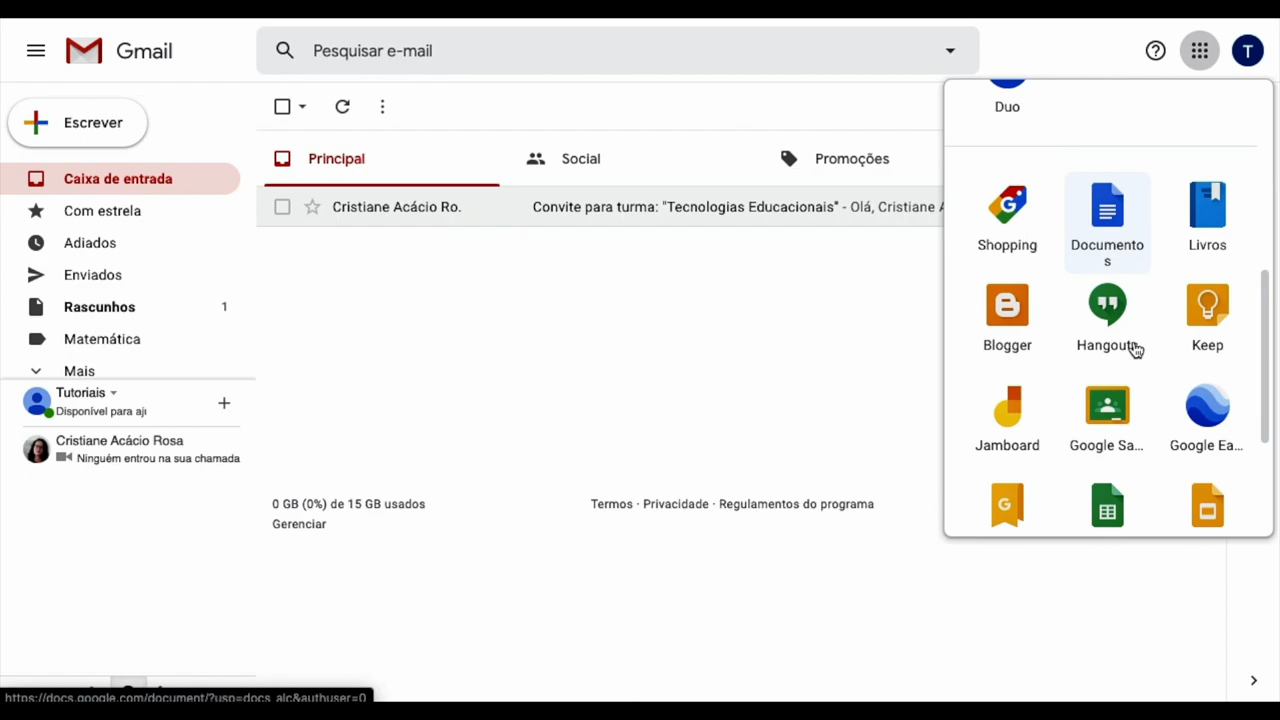 Gmail
Pesquisar e-mail
T
Escrever
Caixa de entrada
Com estrela
Adiados
Enviados
Rascunhos 1
Matemática
Mais
Tutoriais
Disponível para aju
Cristiane Acácio Rosa
Ninguém entrou na sua chamada
Principal
Social
Promoções
Cristiane Acácio Ro. Convite para turma: "Tecnologias Educacionais" - Olá, Cristiane A
0 GB (0%) de 15 GB usados
Gerenciar
Termos · Privacidade · Regulamentos do programa
Duo
Shopping
Documento
s
Livros
Blogger
Hangouts
Keep
Jamboard
Google Sa...
Google Ea...
https://docs.google.com/document/?usp=docs_alc&authuser=0